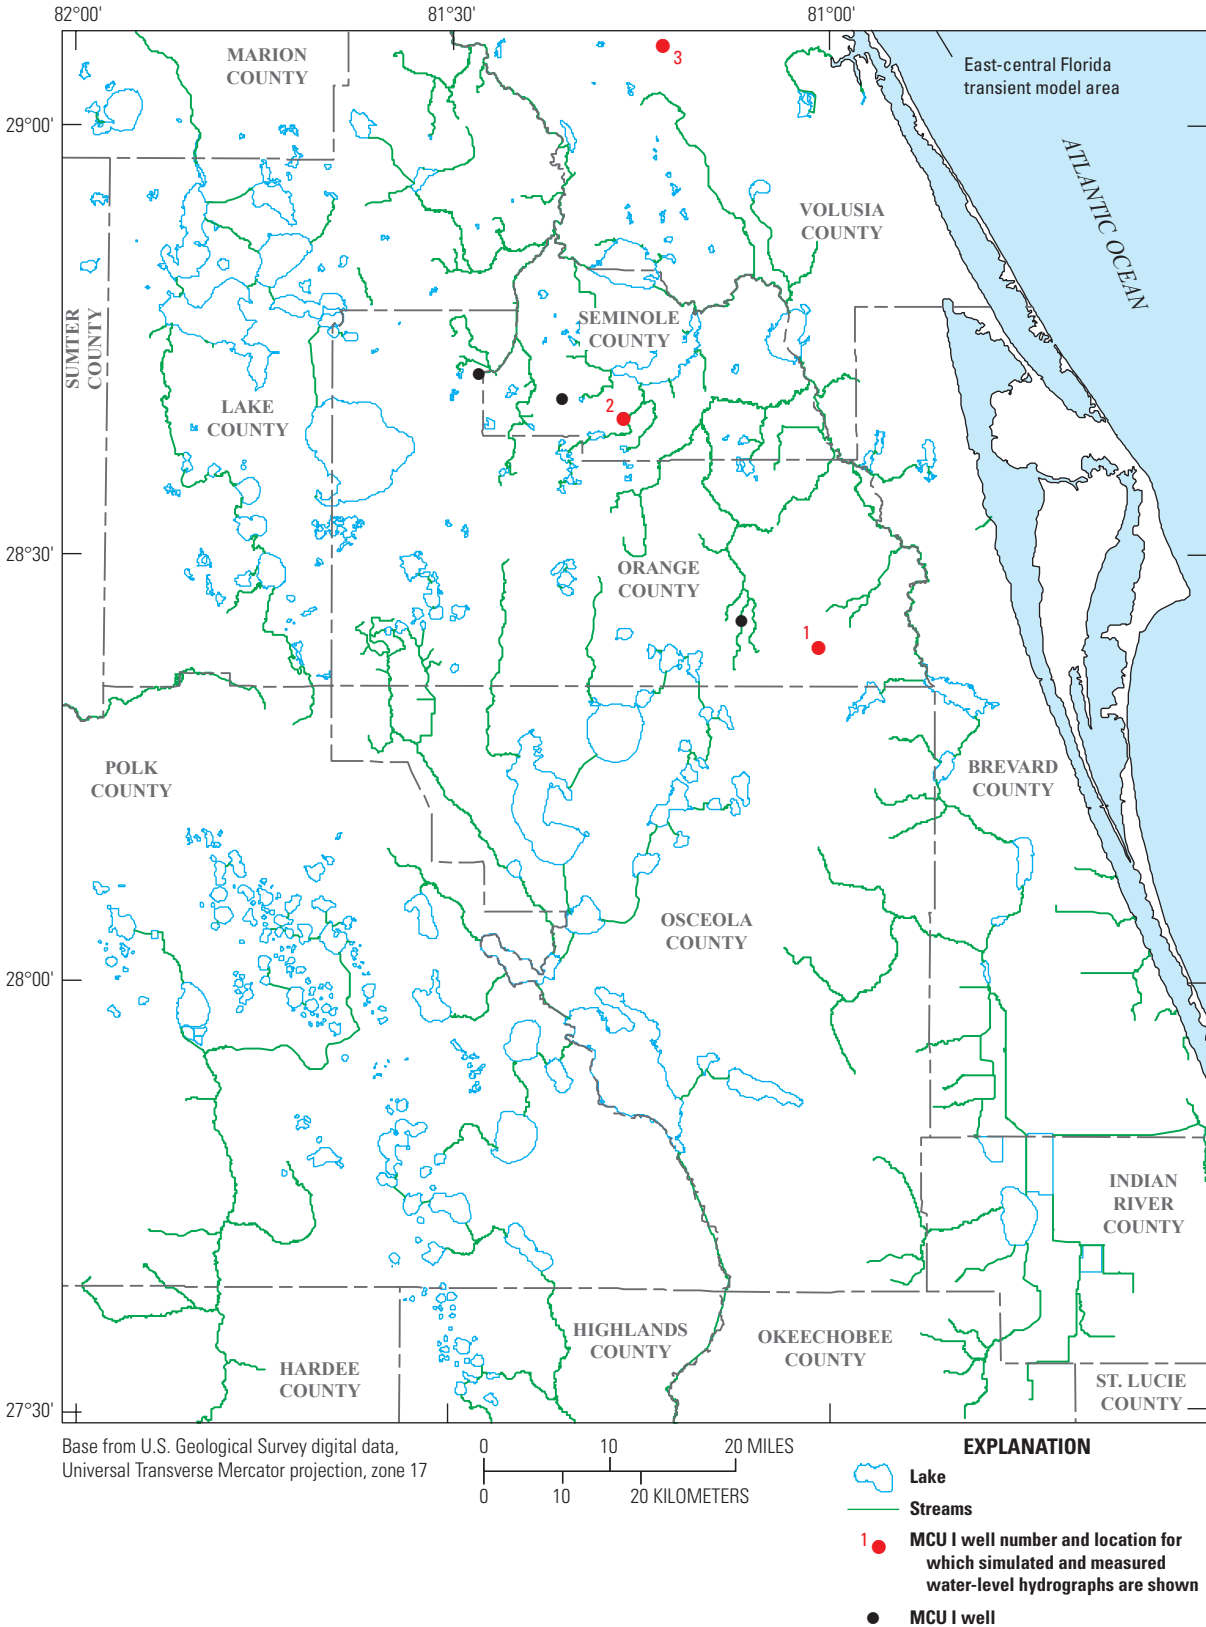 82°00'
81°30'
81°00'
MARION
COUNTY
3
East-central Florida
transient model area
29°00'
ATLANTIC OCEAN
VOLUSIA
COUNTY
SUMTER
COUNTY
SEMINOLE
COUNTY
LAKE
COUNTY
2
28°30'
ORANGE
COUNTY
1
POLK
COUNTY
BREVARD
COUNTY
OSCEOLA
COUNTY
28°00'
INDIAN
RIVER
COUNTY
HIGHLANDS
COUNTY
OKEECHOBEE
COUNTY
HARDEE
COUNTY
ST. LUCIE
COUNTY
27°30'
Base from U.S. Geological Survey digital data,
Universal Transverse Mercator projection, zone 17
0 10 20 MILES
0 10 20 KILOMETERS
EXPLANATION
Lake
Streams
1 MCU I well number and location for
which simulated and measured
water-level hydrographs are shown
MCU I well